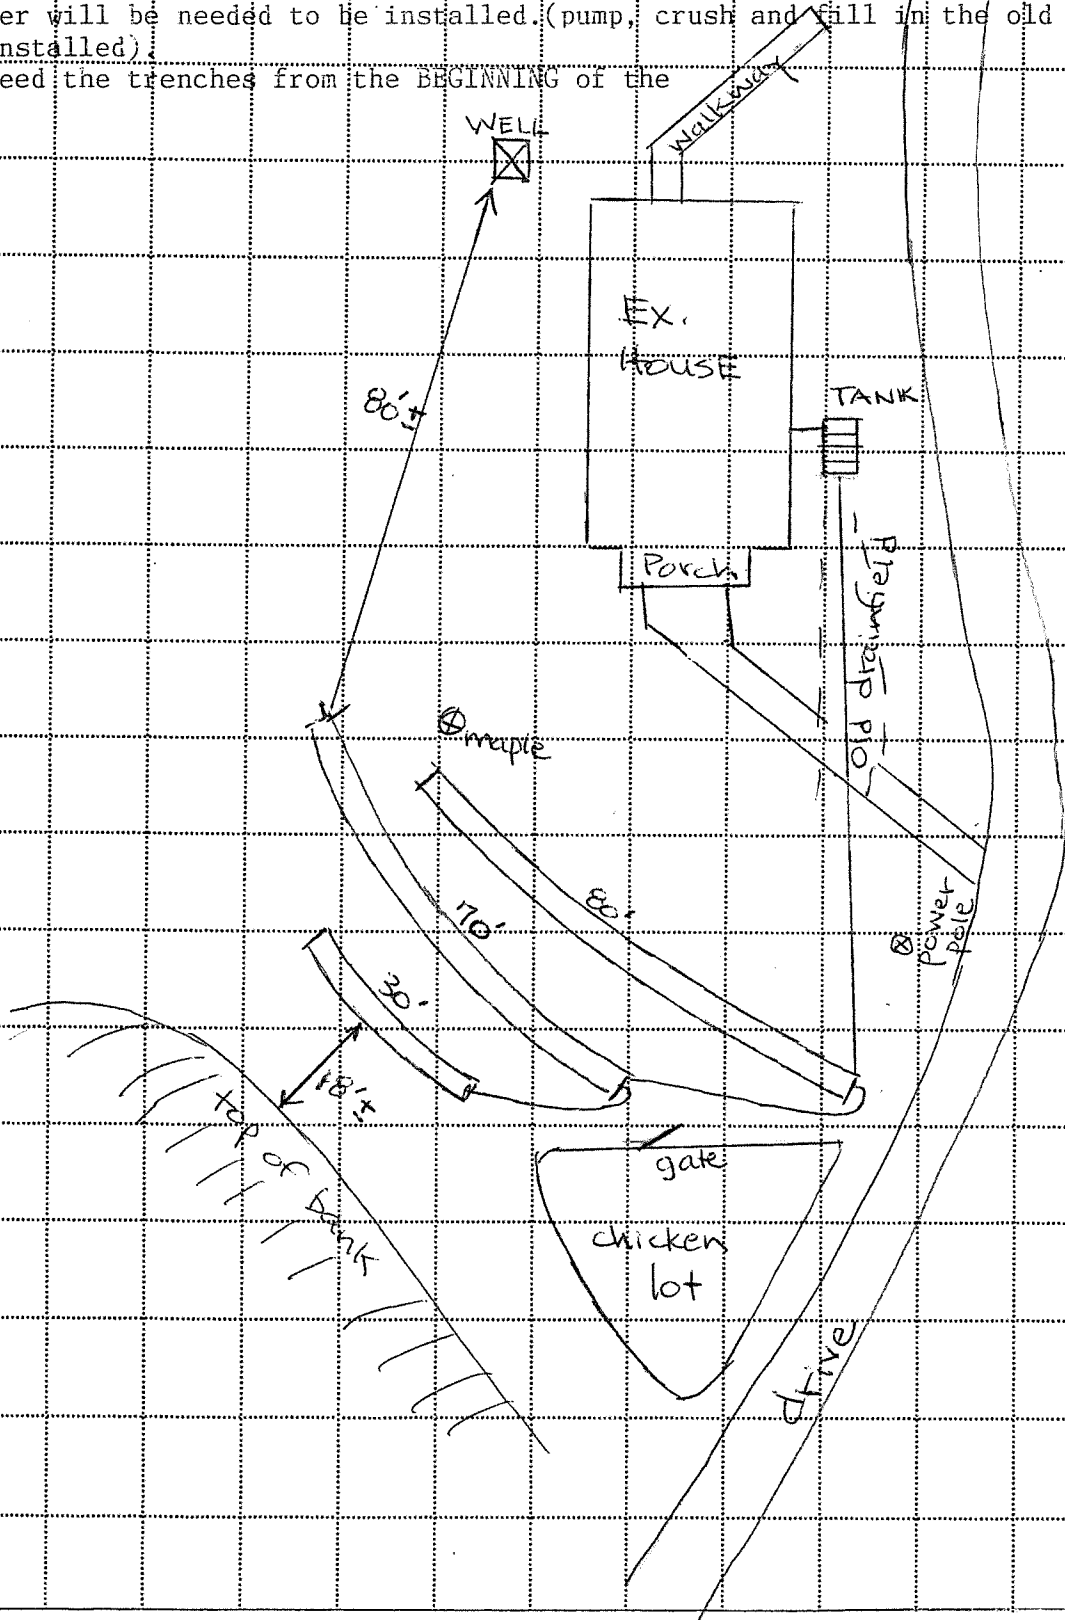 er will be needed to be installed.(pump, crush and fill in the old
nstalled).
eed the trenches from the BEGINNING of the
Walkway
WELL
Ex.
HOUSE
80'±
TANK
Porch
old drainfield
maple
80'
70'
power
pole
30'
18'±
top of bank
gate
chicken
lot
drive